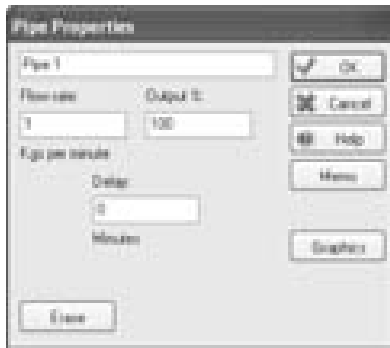 Pipe Properties
Pipe 1
OK
Flow rate
Output %
Cancel
1
100
Help
Kgs per minute
Delay
Memo
0
Minutes
Graphics
Erase